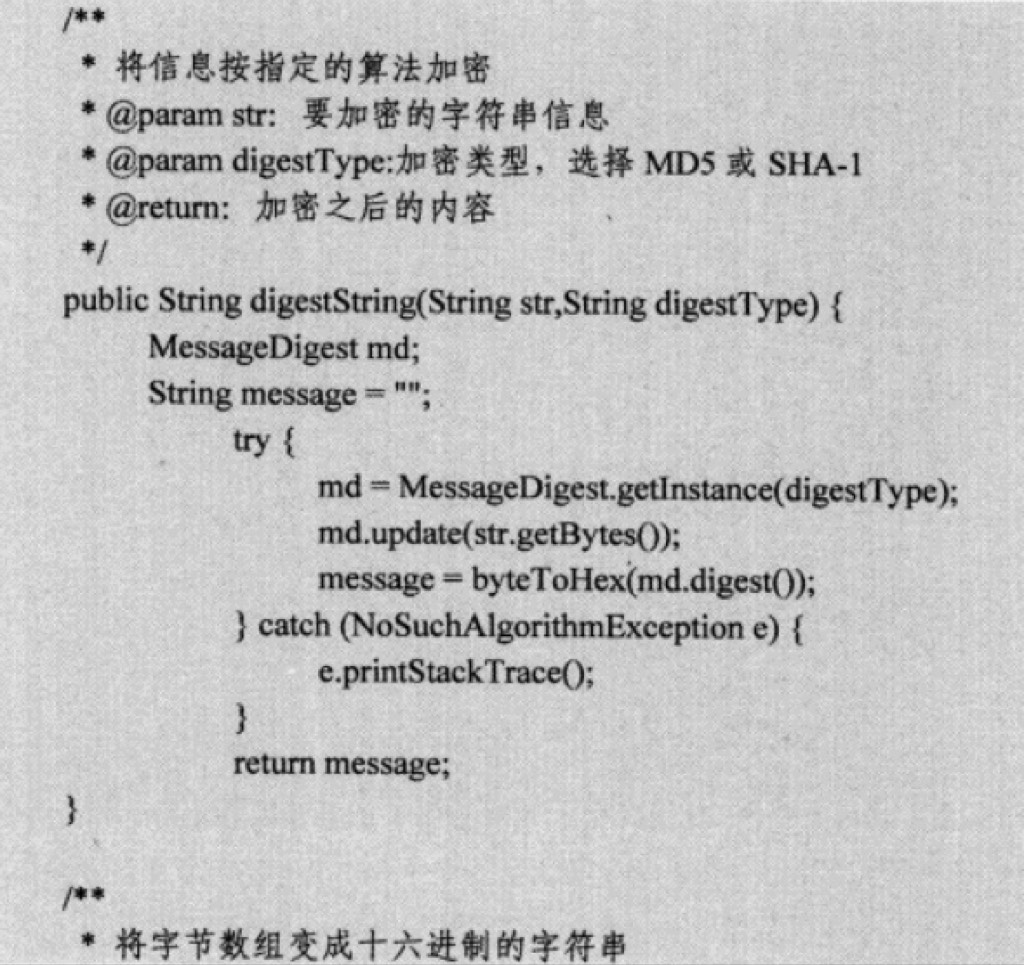 /**
* 将信息按指定的算法加密
* @param str: 要加密的字符串信息
* @param digestType:加密类型，选择 MD5 或 SHA-1
* @return: 加密之后的内容
*/
public String digestString(String str,String digestType) {
MessageDigest md;
String message = "";
try {
md = MessageDigest.getInstance(digestType);
md.update(str.getBytes());
message = byteToHex(md.digest());
} catch (NoSuchAlgorithmException e) {
e.printStackTrace();
}
return message;
}
/**
* 将字节数组变成十六进制的字符串